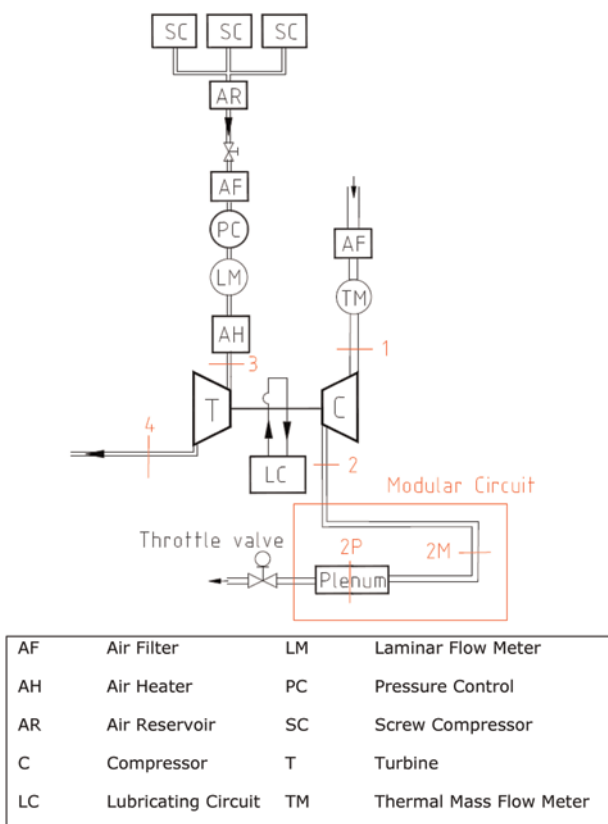 SC SC SC
AR
AF
PC
AF
LM
TM
AH
1
3
T
C
4
LC
2
Modular Circuit
Throttle valve
2P
2M
Plenum
AF Air Filter LM Laminar Flow Meter
AH Air Heater PC Pressure Control
AR Air Reservoir SC Screw Compressor
C Compressor T Turbine
LC Lubricating Circuit TM Thermal Mass Flow Meter